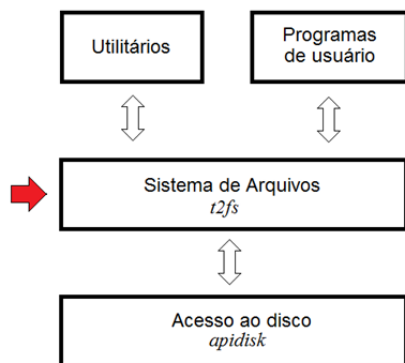 Utilitários
Programas
de usuário
Sistema de Arquivos
t2fs
Acesso ao disco
apidisk